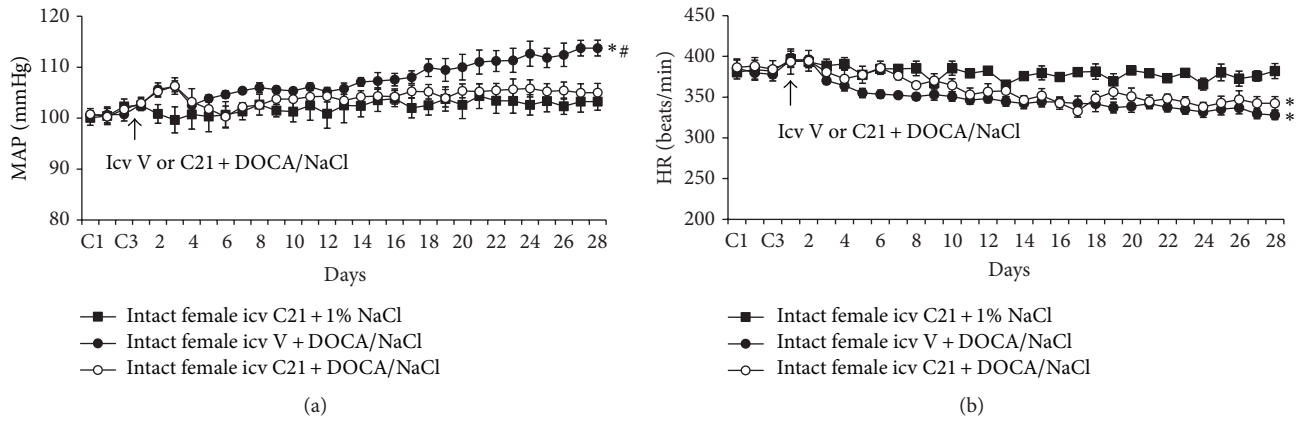 120
110
100
90
80
MAP (mmHg)
*#
Icv V or C21 + DOCA/NaCl
C1 C3 2 4 6 8 10 12 14 16 18 20 22 24 26 28
Days
Intact female icv C21 + 1% NaCl
Intact female icv V + DOCA/NaCl
Intact female icv C21 + DOCA/NaCl
(a)
450
400
350
300
250
200
HR (beats/min)
*
*
Icv V or C21 + DOCA/NaCl
C1 C3 2 4 6 8 10 12 14 16 18 20 22 24 26 28
Days
Intact female icv C21 + 1% NaCl
Intact female icv V + DOCA/NaCl
Intact female icv C21 + DOCA/NaCl
(b)